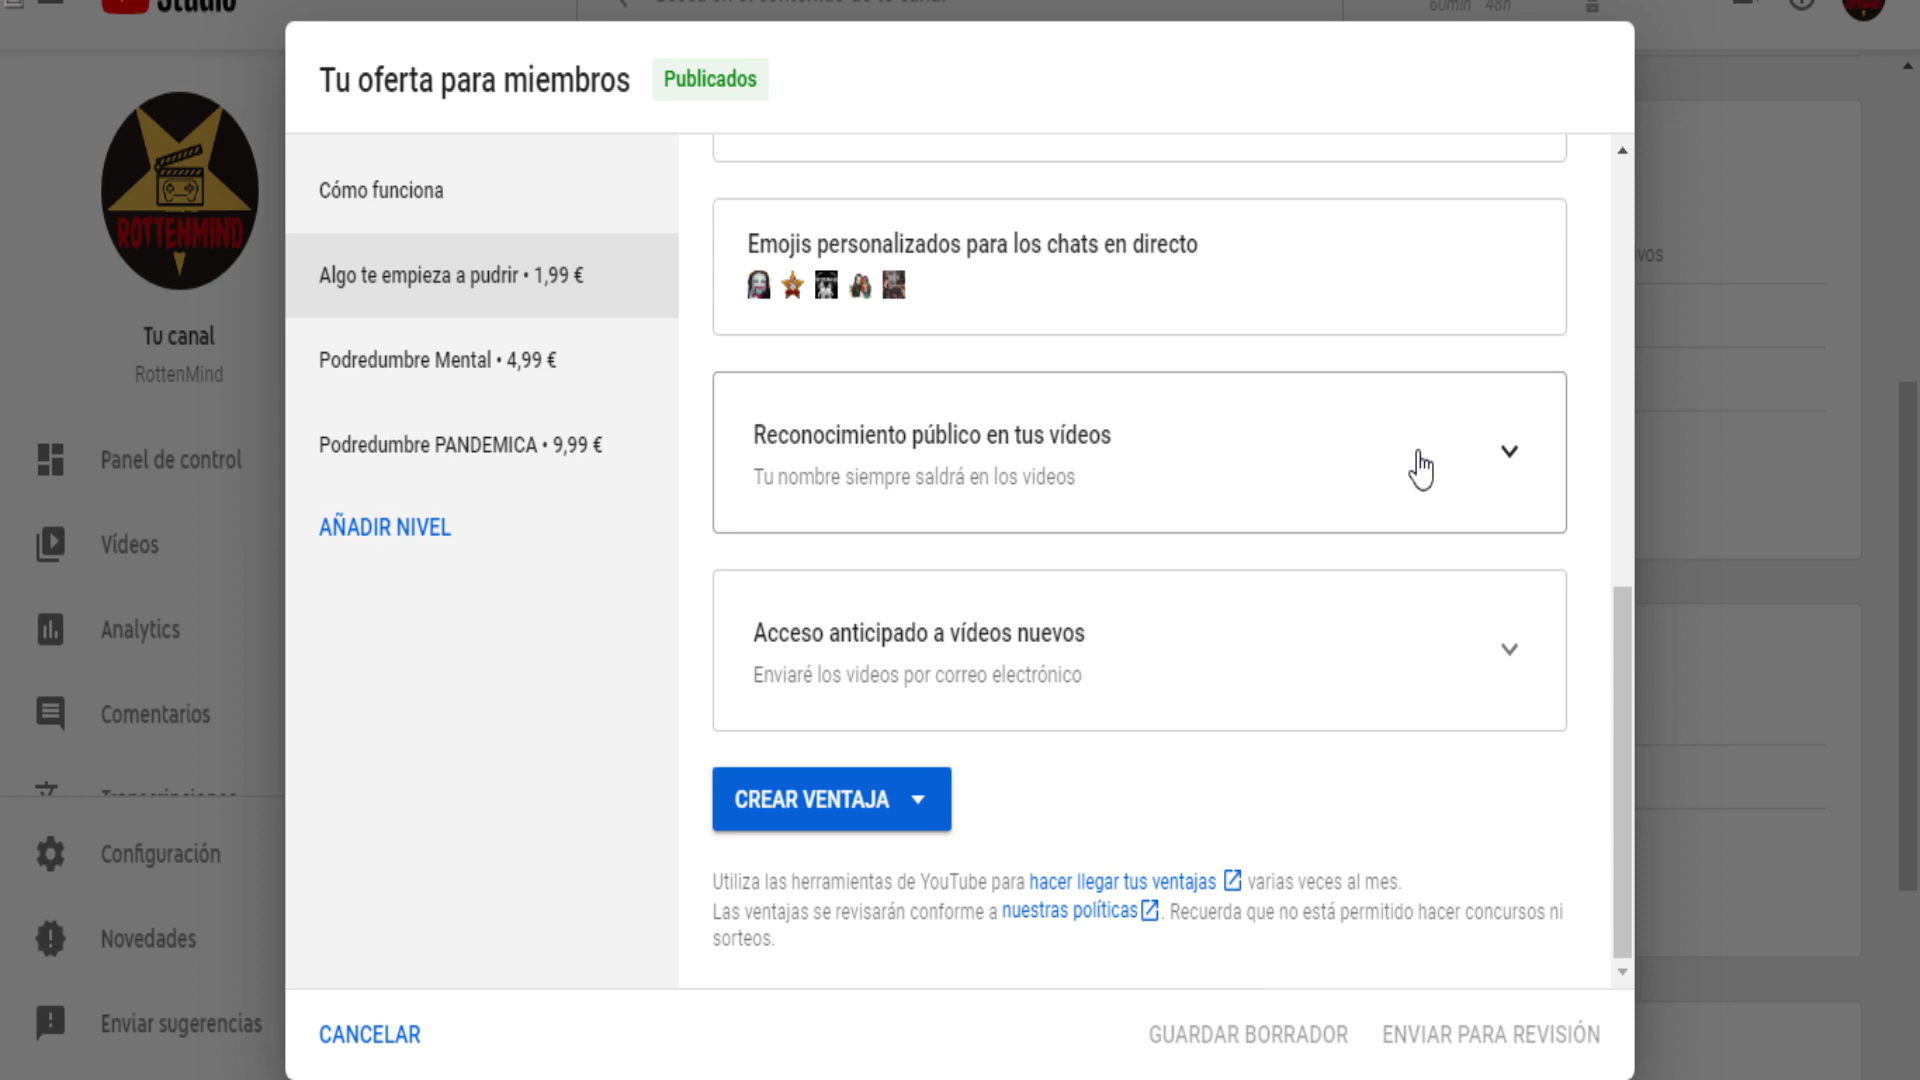 Studio
60min 48h
Tu oferta para miembros Publicados
ROTTENMIND
Tu canal
RottenMind
Panel de control
Vídeos
Analytics
Comentarios
Transcripciones
Configuración
Novedades
Enviar sugerencias
Cómo funciona
Algo te empieza a pudrir • 1,99 €
Podredumbre Mental • 4,99 €
Podredumbre PANDEMICA • 9,99 €
AÑADIR NIVEL
Emojis personalizados para los chats en directo
Reconocimiento público en tus vídeos
Tu nombre siempre saldrá en los videos
Acceso anticipado a vídeos nuevos
Enviaré los videos por correo electrónico
CREAR VENTAJA
Utiliza las herramientas de YouTube para hacer llegar tus ventajas varias veces al mes.
Las ventajas se revisarán conforme a nuestras políticas. Recuerda que no está permitido hacer concursos ni
sorteos.
CANCELAR GUARDAR BORRADOR ENVIAR PARA REVISIÓN